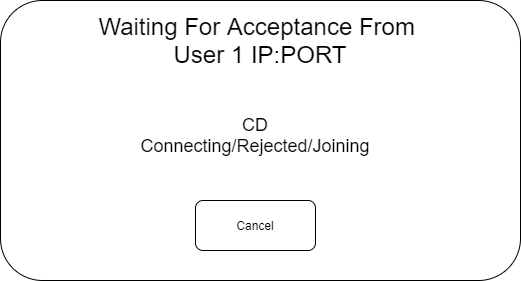 Waiting For Acceptance From
User 1 IP:PORT
CD
Connecting/Rejected/Joining
Cancel